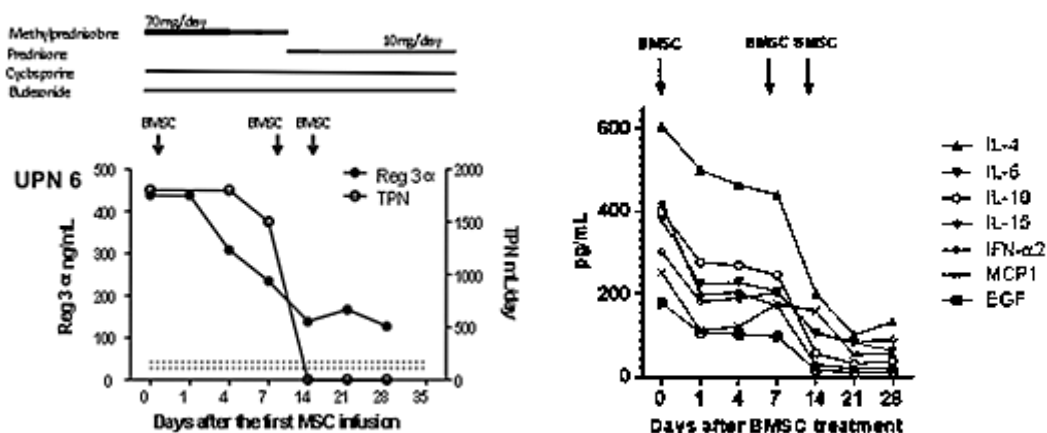 70mg/day
Methylprednisobne
10mg/day
Prednisone
Cycbsporine
Budesonide
BMSC BMSC BMSC
UPN 6
Reg 3α
TPN
500
400
300
200
100
0
Reg 3 α ng/mL
2000
1500
1000
500
0
TPN mL/day
0 1 4 7 14 21 28 35
Days after the first MSC infusion
BMSC BMSC BMSC
600
400
200
0
pg/mL
IL-4
IL-6
IL-10
IL-15
IFN-α2
MCP1
EGF
0 1 4 7 14 21 28
Days after BMSC treatment